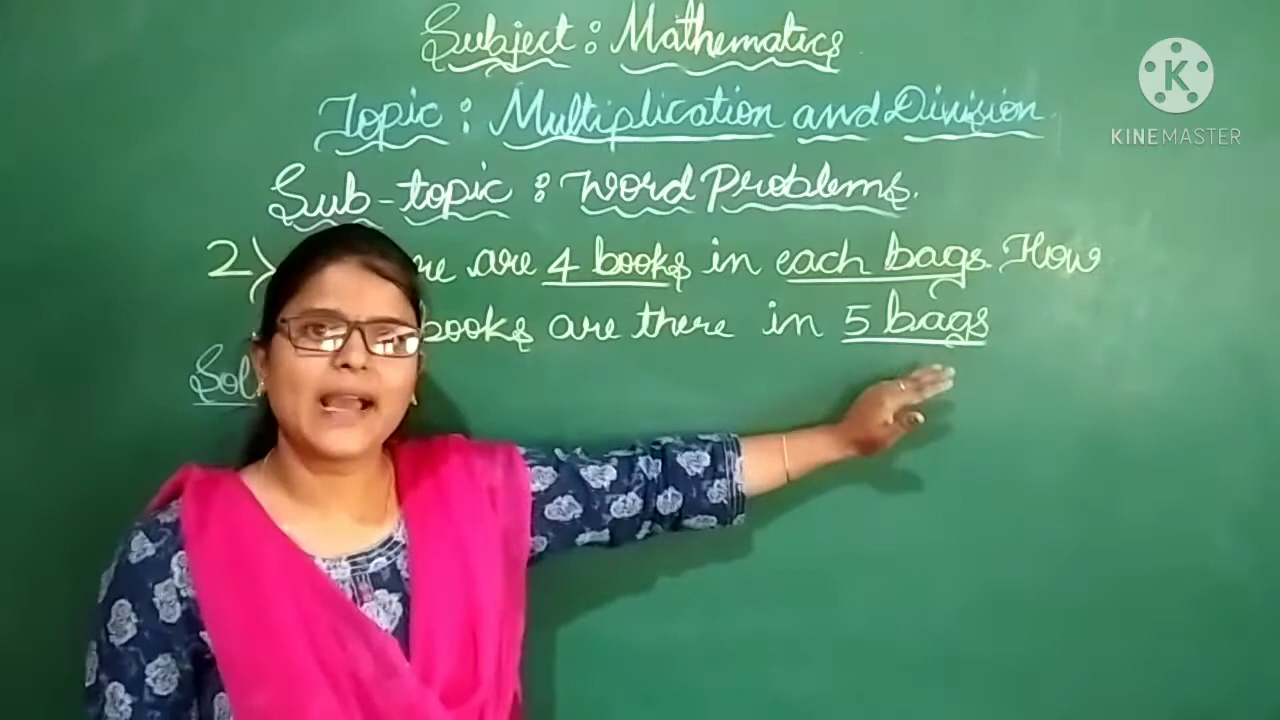 Subject : Mathematics
Topic : Multiplication and Division.
Sub-topic : Word Problems.
2) are 4 books in each bags. How
books are there in 5 bags
Sol
K
KINEMASTER